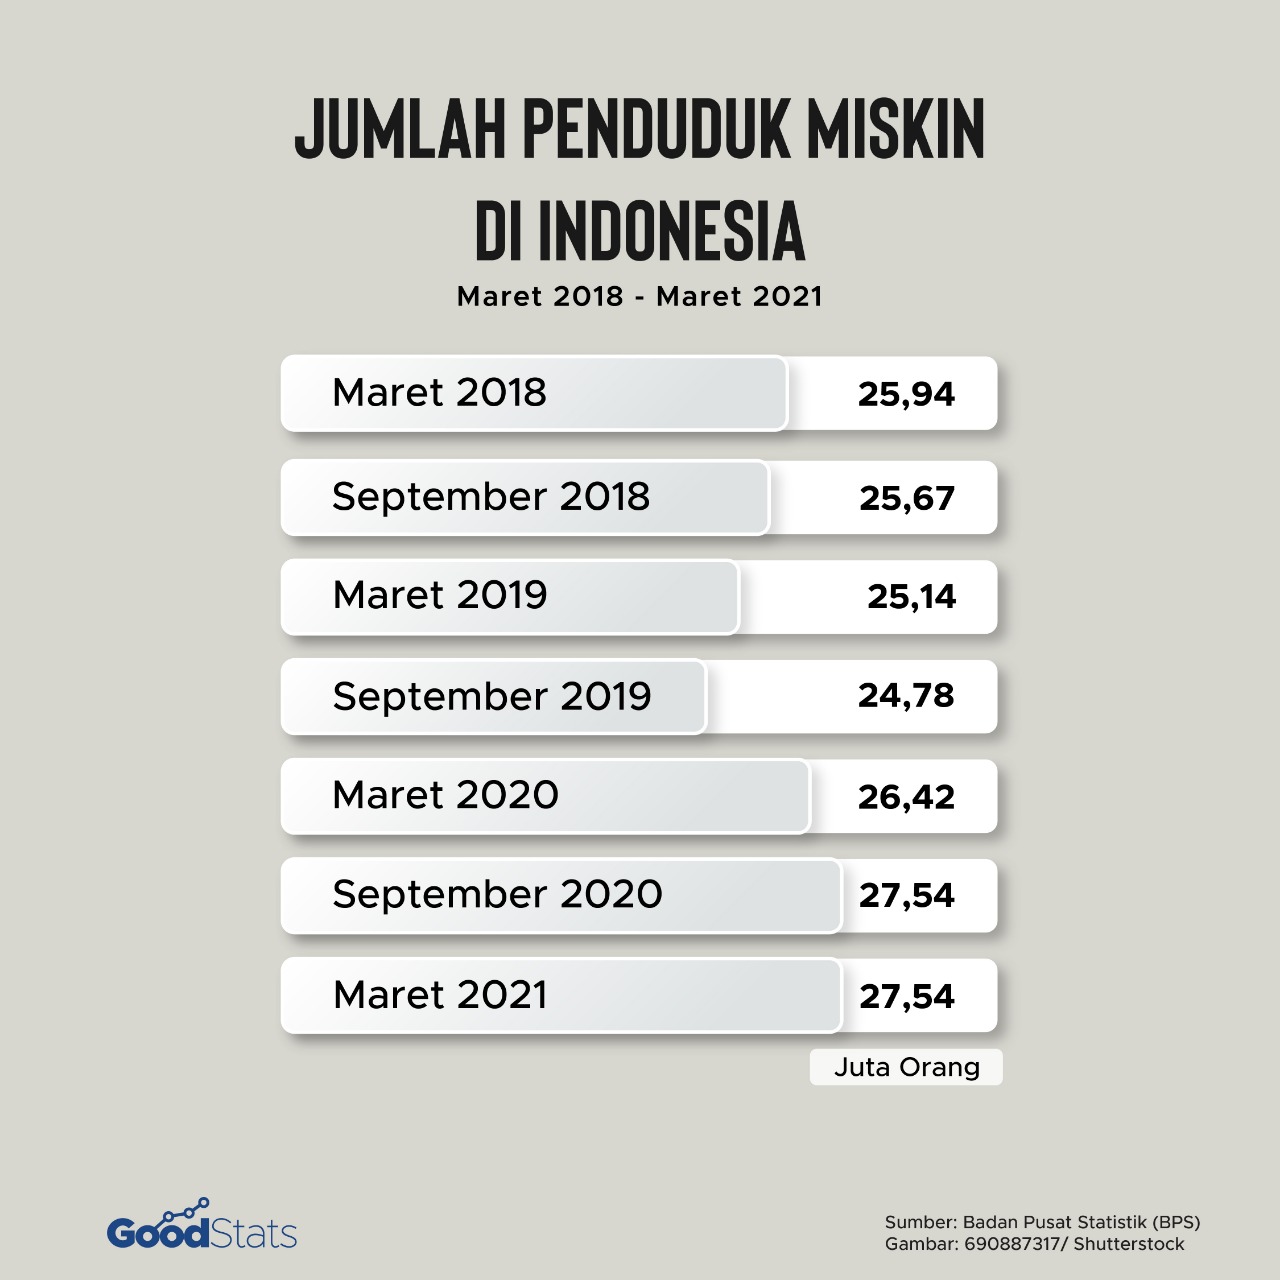 JUMLAH PENDUDUK MISKIN
DI INDONESIA
Maret 2018 - Maret 2021
Maret 2018 25,94
September 2018 25,67
Maret 2019 25,14
September 2019 24,78
Maret 2020 26,42
September 2020 27,54
Maret 2021 27,54
Juta Orang
GoodStats
Sumber: Badan Pusat Statistik (BPS)
Gambar: 690887317/ Shutterstock